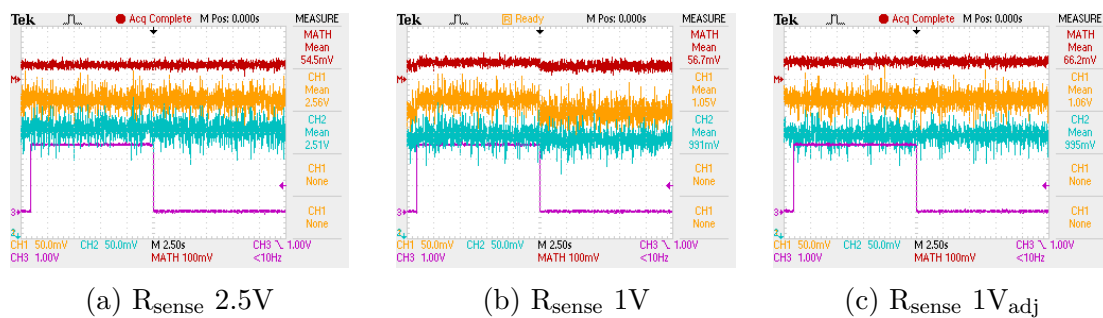 Tek Acq Complete M Pos: 0.000s MEASURE
MATH
Mean
54.5mV
CH1
Mean
2.56V
CH2
Mean
2.51V
CH1
None
CH1
None
M
3
2
CH1 50.0mV CH2 50.0mV M 2.50s CH3 1.00V
CH3 1.00V MATH 100mV <10Hz
(a) Rsense 2.5V
Tek R Ready M Pos: 0.000s MEASURE
MATH
Mean
56.7mV
CH1
Mean
1.05V
CH2
Mean
991mV
CH1
None
CH1
None
M
3
2
CH1 50.0mV CH2 50.0mV M 2.50s CH3 1.00V
CH3 1.00V MATH 100mV <10Hz
(b) Rsense 1V
Tek Acq Complete M Pos: 0.000s MEASURE
MATH
Mean
66.2mV
CH1
Mean
1.06V
CH2
Mean
995mV
CH1
None
CH1
None
M
3
2
CH1 50.0mV CH2 50.0mV M 2.50s CH3 1.00V
CH3 1.00V MATH 100mV <10Hz
(c) Rsense 1Vadj